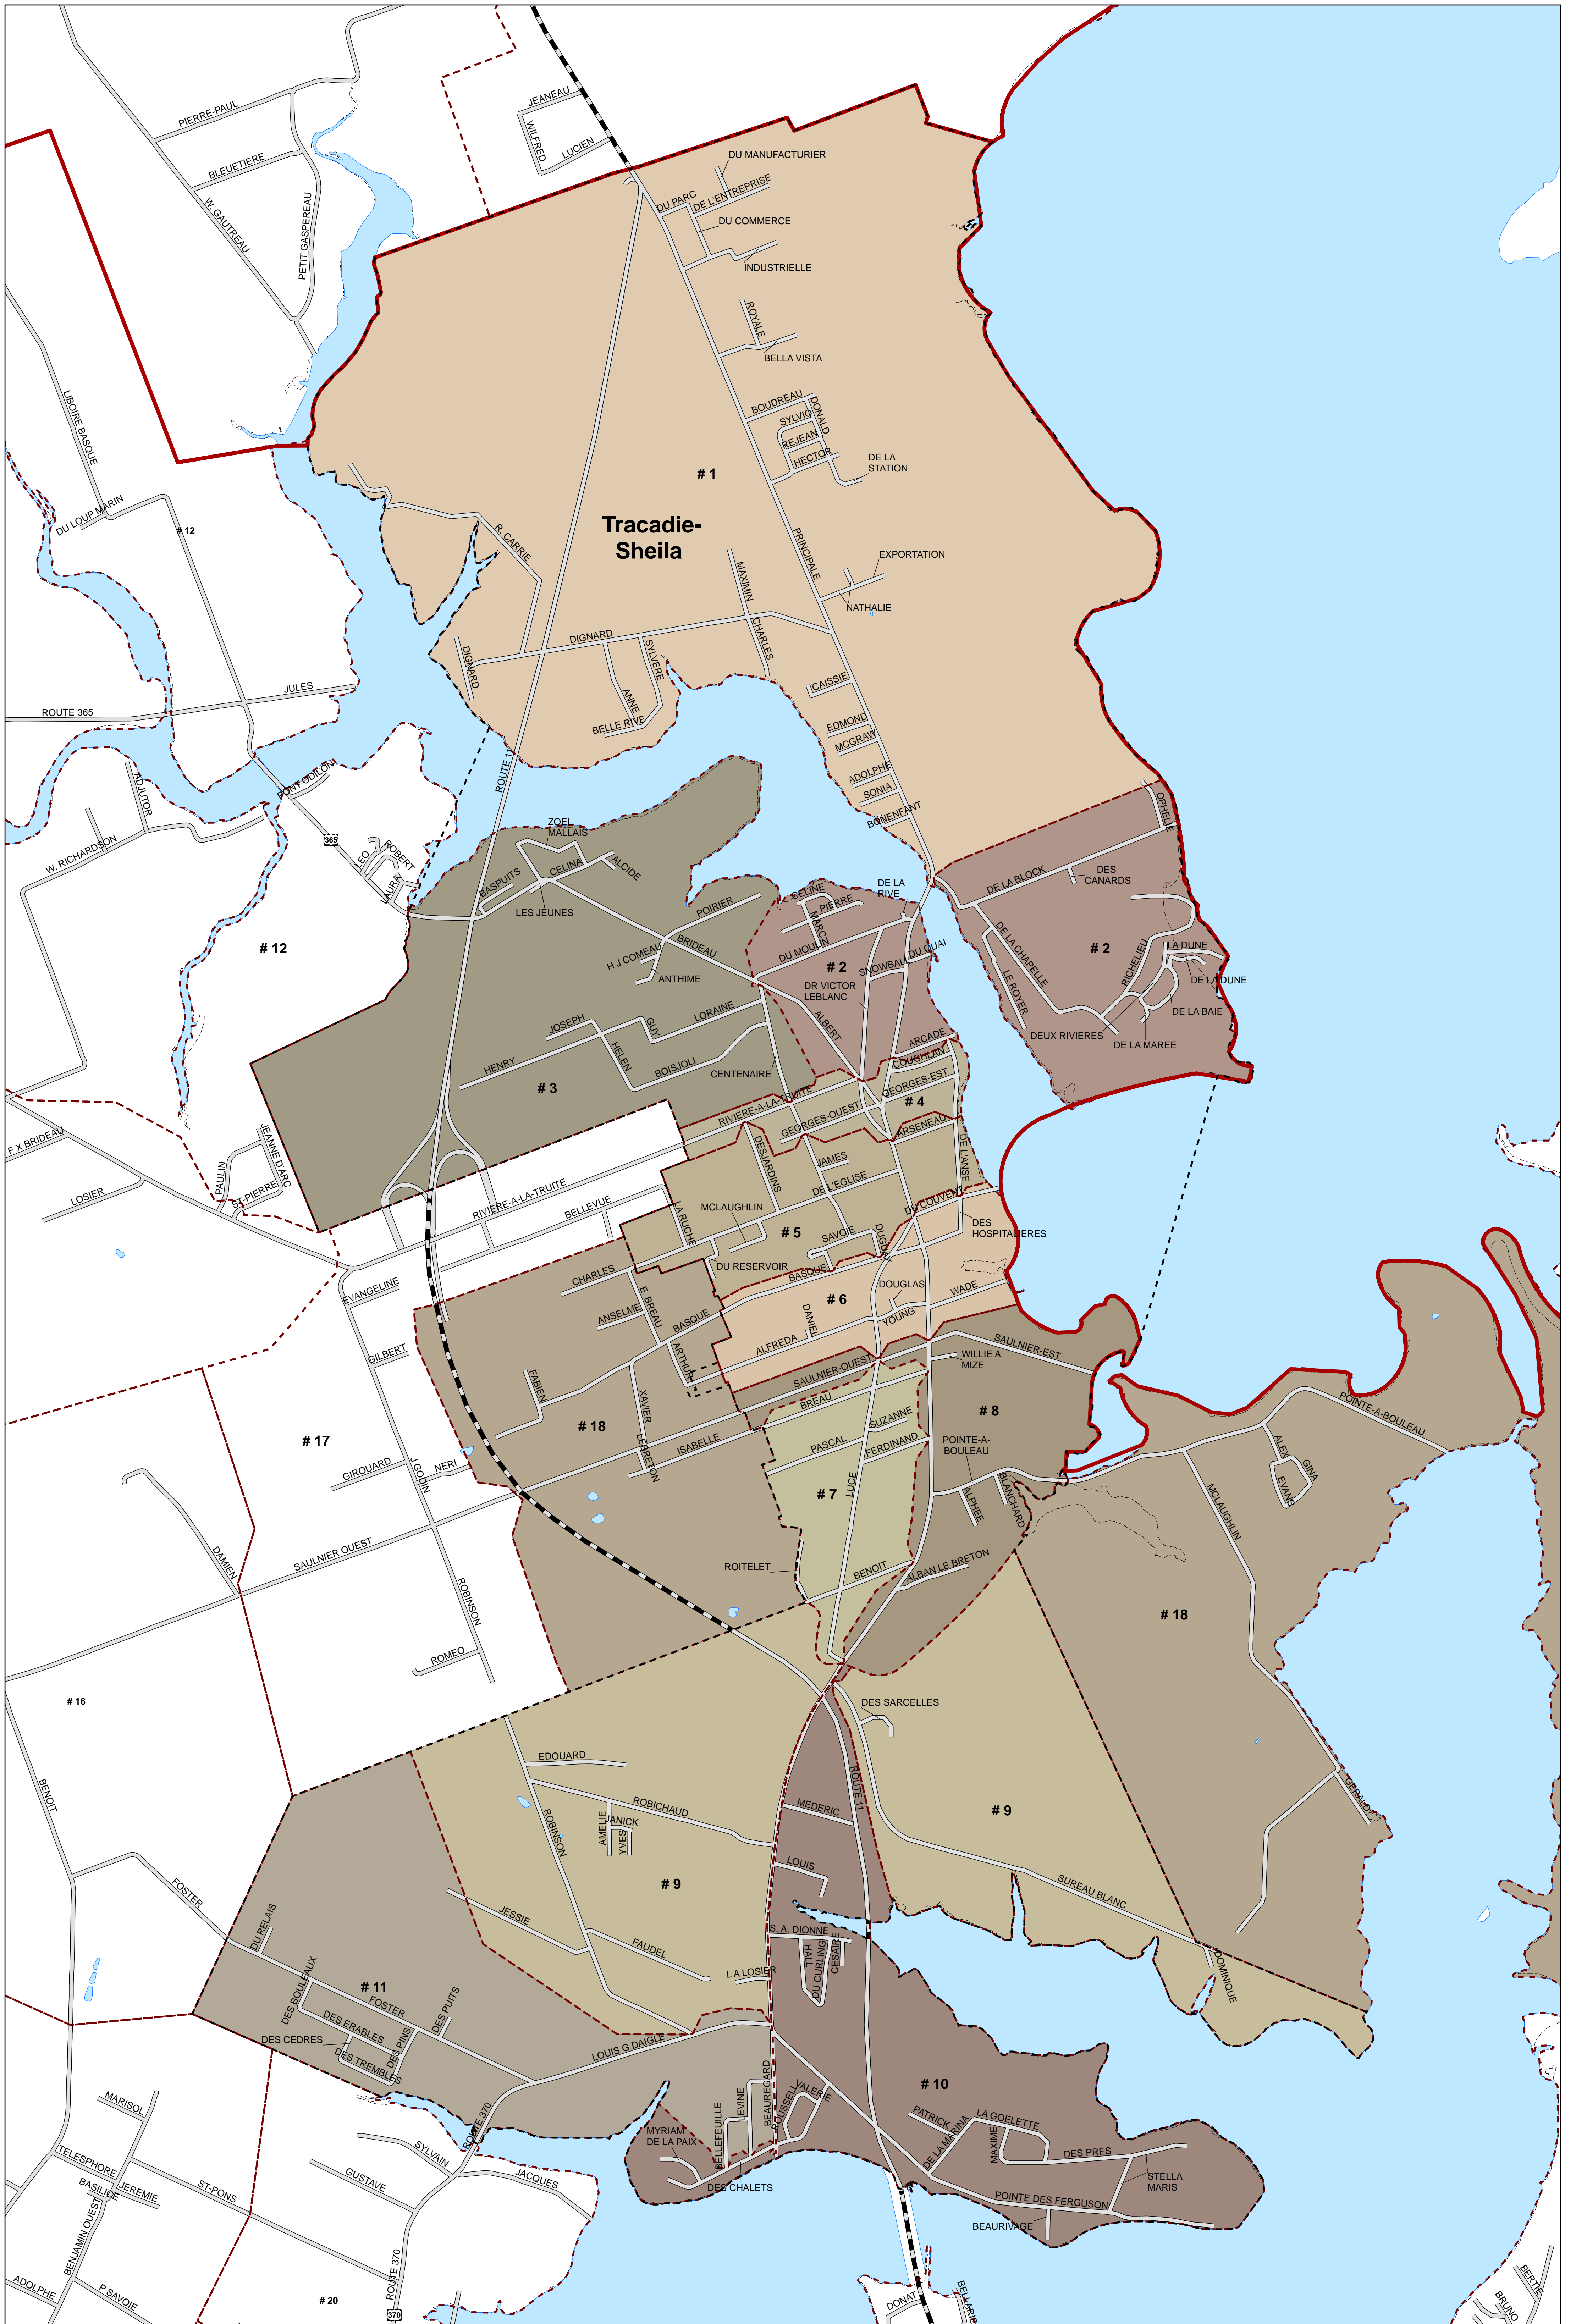 JEANEAU
WILFRED
LUCIEN
PIERRE-PAUL
BLEUETIERE
W. GAUTREAU
PETIT GASPEREAU
DU MANUFACTURIER
DU PARC
DE L'ENTREPRISE
DU COMMERCE
INDUSTRIELLE
ROYALE
BELLA VISTA
BOUDREAU
DONALD
SYLVIO
REJEAN
HECTOR
DE LA
STATION
LIBOIRE BASQUE
DU LOUP MARIN
# 12
# 1
Tracadie-
Sheila
R. CARRIE
PRINCIPALE
EXPORTATION
NATHALIE
MAXIMIN
CHARLES
DIGNARD
DIGNARD
SYLVERE
ANNE
BELLE RIVE
CAISSIE
EDMOND
MCGRAW
ADOLPHE
SONIA
BONENFANT
JULES
ROUTE 365
ROUTE 11
PONT ODILON
ADJUTOR
W. RICHARDSON
365
LEO
ROBERT
LAURA
ZOEL
MALLAIS
CELINA
ALCIDE
BASPUITS
LES JEUNES
POIRIER
BRIDEAU
H J COMEAU
ANTHIME
CELINE
PIERRE
MARC
DE LA
RIVE
DU MOULIN
# 2
SNOWBALL
DU QUAI
DR VICTOR
LEBLANC
ALBERT
OPHELIE
DE LA BLOCK
DES
CANARDS
# 2
DE LA CHAPELLE
LE ROYER
RICHELIEU
LA DUNE
DE LA DUNE
DE LA BAIE
DEUX RIVIERES
DE LA MAREE
# 12
JOSEPH
GUY
LORAINE
HENRY
HELEN
BOISJOLI
CENTENAIRE
# 3
ARCADE
COUGHLAN
GEORGES-EST
# 4
RIVIERE-A-LA-TRUITE
GEORGES-OUEST
ARSENEAU
DE L'ANSE
DESJARDINS
JAMES
DE L'EGLISE
F X BRIDEAU
LOSIER
PAULIN
JEANNE D'ARC
ST-PIERRE
RIVIERE-A-LA-TRUITE
BELLEVUE
LA RUCHE
MCLAUGHLIN
# 5
SAVOIE
DUGUAY
DU COUVENT
DES
HOSPITALIERES
DU RESERVOIR
BASQUE
CHARLES
E. BREAU
ANSELME
BASQUE
ARTHUR
# 6
DOUGLAS
WADE
DANIEL
YOUNG
ALFREDA
EVANGELINE
GILBERT
FABIEN
XAVIER
# 18
LEBRETON
SAULNIER-OUEST
SAULNIER-EST
WILLIE A
MIZE
BREAU
ISABELLE
SUZANNE
PASCAL
FERDINAND
# 8
POINTE-A-
BOULEAU
ALPHEE
BLANCHARD
LUCE
# 7
ROITELET
BENOIT
ALBAN LE BRETON
POINTE-A-BOULEAU
ALEX
GINA
EVANS
MCLAUGHLIN
# 18
GERALD
# 17
GIROUARD
J GODIN
NERI
DAMIEN
SAULNIER OUEST
ROBINSON
ROMEO
# 16
BENOIT
DES SARCELLES
EDOUARD
ROBICHAUD
JANICK
AMELIE
YVES
ROBINSON
ROUTE 11
MEDERIC
LOUIS
# 9
# 9
SUREAU BLANC
DOMINIQUE
FOSTER
DU RELAIS
JESSIE
FAUDEL
L A LOSIER
S. A. DIONNE
HALL
DU CURLING
CESAIRE
# 11
DES BOULEAUX
FOSTER
DES ERABLES
DES PUITS
DES CEDRES
DES PINS
DES TREMBLES
LOUIS G DAIGLE
ROUTE 370
# 10
BEAUREGARD
LEVINE
BELLEFEUILLE
ROUSSELL
VALERIE
MYRIAM
DE LA PAIX
DES CHALETS
PATRICK
DE LA MARINA
LA GOELETTE
MAXIME
DES PRES
STELLA
MARIS
POINTE DES FERGUSON
BEAURIVAGE
MARISOL
TELESPHORE
BASILICE
JEREMIE
ST-PONS
BENJAMIN OUEST
ADOLPHE
P SAVOIE
SYLVAIN
GUSTAVE
JACQUES
ROUTE 370
# 20
370
DONAT
BERTIE
BRUNO